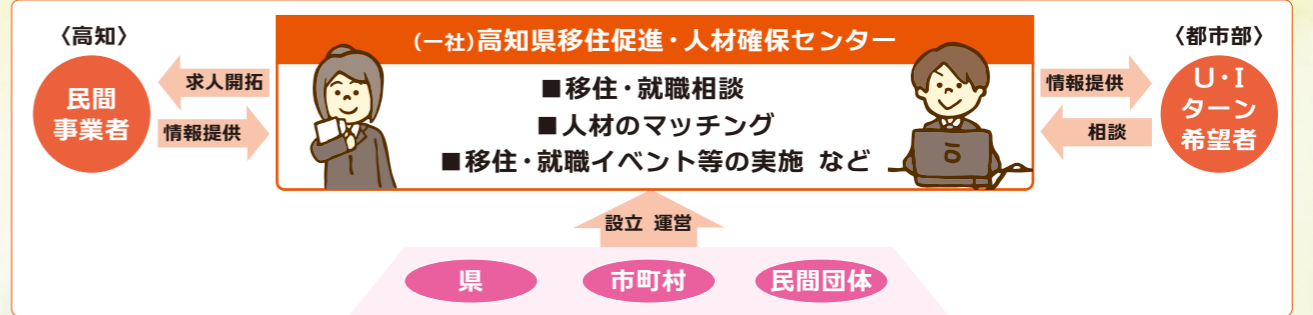 〈高知〉
民間
事業者
求人開拓
情報提供
(一社)高知県移住促進・人材確保センター
■移住・就職相談
■人材のマッチング
■移住・就職イベント等の実施 など
情報提供
相談
〈都市部〉
U・I
ターン
希望者
設立 運営
県
市町村
民間団体